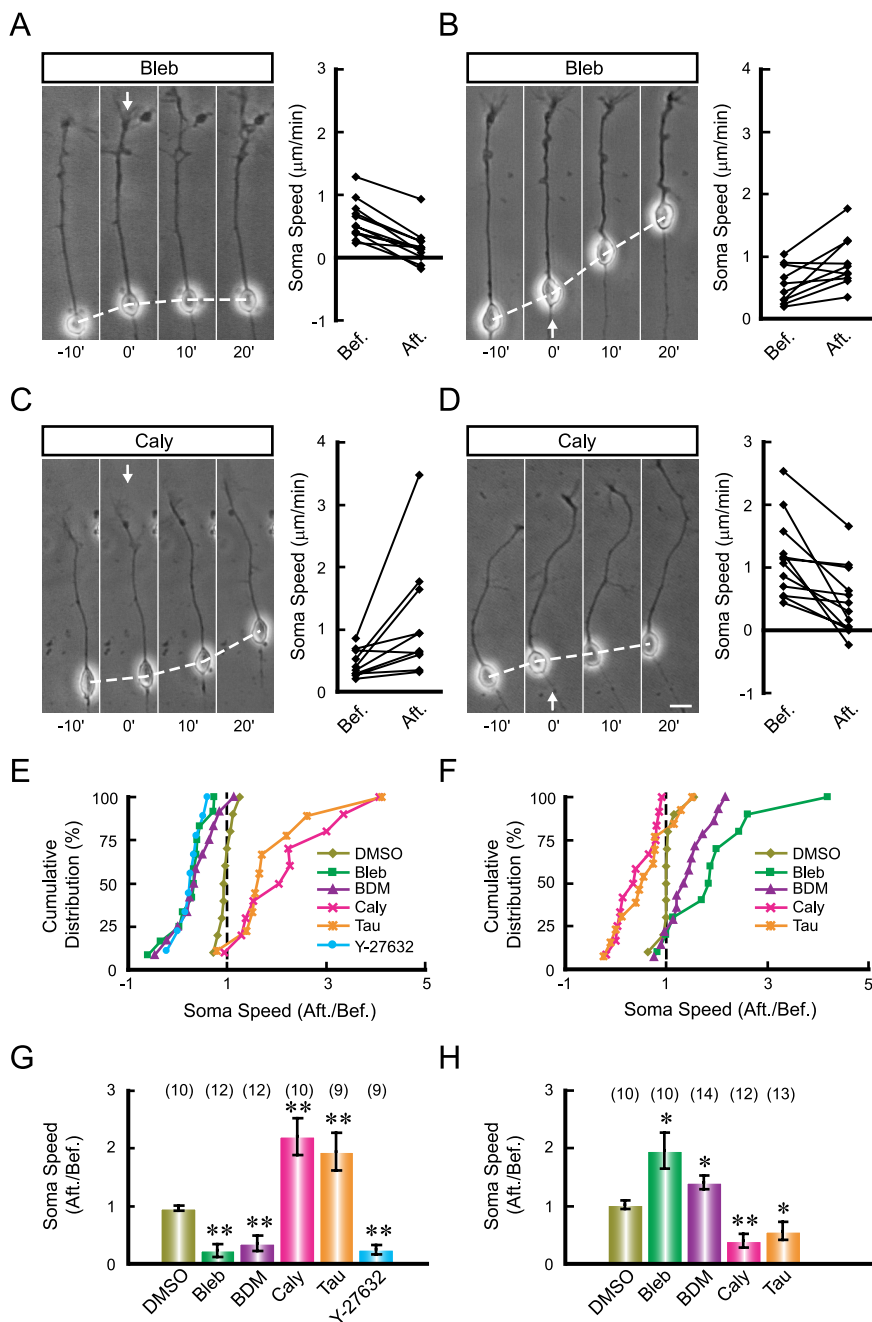 A
Bleb
-10' 0' 10' 20'
Soma Speed (μm/min)
3
2
1
0
-1
Bef. Aft.
B
Bleb
-10' 0' 10' 20'
Soma Speed (μm/min)
4
3
2
1
0
Bef. Aft.
C
Caly
-10' 0' 10' 20'
Soma Speed (μm/min)
4
3
2
1
0
Bef. Aft.
D
Caly
-10' 0' 10' 20'
Soma Speed (μm/min)
3
2
1
0
-1
Bef. Aft.
E
Cumulative
Distribution (%)
100
75
50
25
0
-1 1 3 5
Soma Speed (Aft./Bef.)
DMSO
Bleb
BDM
Caly
Tau
Y-27632
F
Cumulative
Distribution (%)
100
75
50
25
0
-1 1 3 5
Soma Speed (Aft./Bef.)
DMSO
Bleb
BDM
Caly
Tau
G
Soma Speed
(Aft./Bef.)
3
2
1
0
(10) (12) (12) (10) (9) (9)
** ** ** ** **
DMSO Bleb BDM Caly Tau Y-27632
H
Soma Speed
(Aft./Bef.)
3
2
1
0
(10) (10) (14) (12) (13)
* * ** *
DMSO Bleb BDM Caly Tau